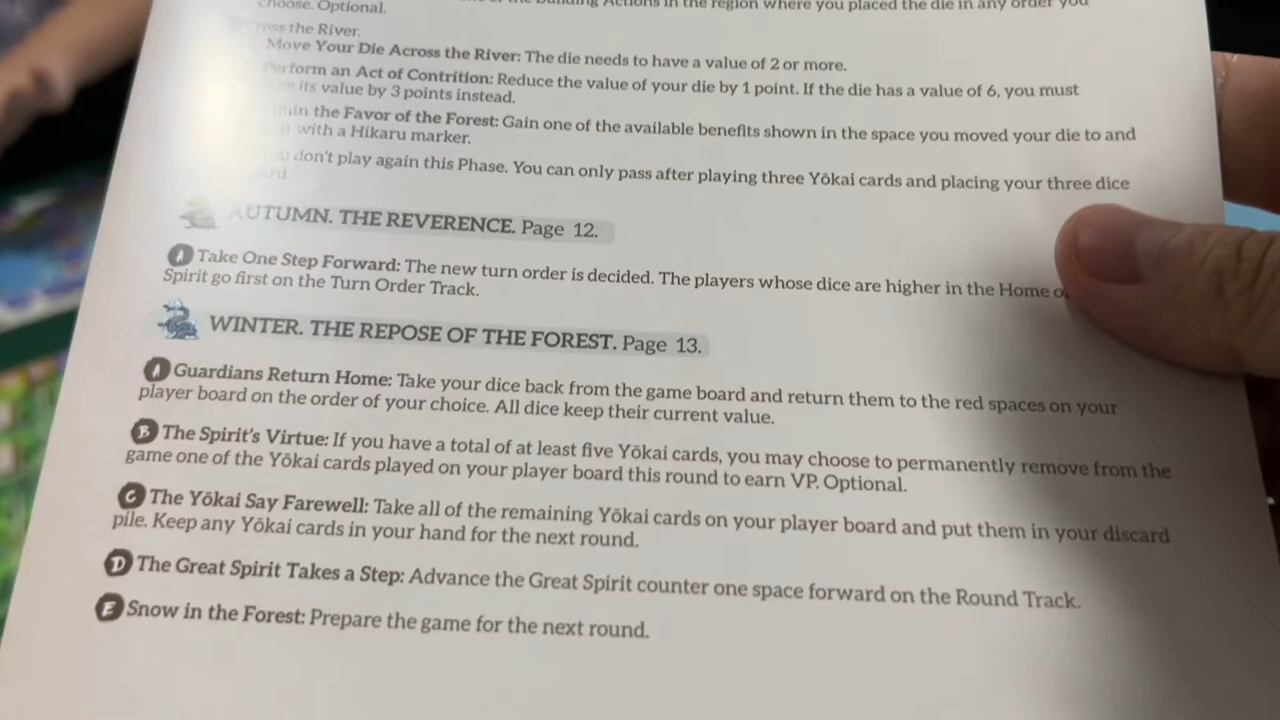 Building Actions in the region where you placed the die in any order you
choose. Optional.
the River.
Move Your Die Across the River: The die needs to have a value of 2 or more.
Perform an Act of Contrition: Reduce the value of your die by 1 point. If the die has a value of 6, you must
its value by 3 points instead.
the Favor of the Forest: Gain one of the available benefits shown in the space you moved your die to and
with a Hikaru marker.
don't play again this Phase. You can only pass after playing three Yōkai cards and placing your three dice
AUTUMN. THE REVERENCE. Page 12.
A Take One Step Forward: The new turn order is decided. The players whose dice are higher in the Home
Spirit go first on the Turn Order Track.
WINTER. THE REPOSE OF THE FOREST. Page 13.
A Guardians Return Home: Take your dice back from the game board and return them to the red spaces on your
player board on the order of your choice. All dice keep their current value.
B The Spirit's Virtue: If you have a total of at least five Yōkai cards, you may choose to permanently remove from the
game one of the Yōkai cards played on your player board this round to earn VP. Optional.
C The Yōkai Say Farewell: Take all of the remaining Yōkai cards on your player board and put them in your discard
pile. Keep any Yōkai cards in your hand for the next round.
D The Great Spirit Takes a Step: Advance the Great Spirit counter one space forward on the Round Track.
E Snow in the Forest: Prepare the game for the next round.